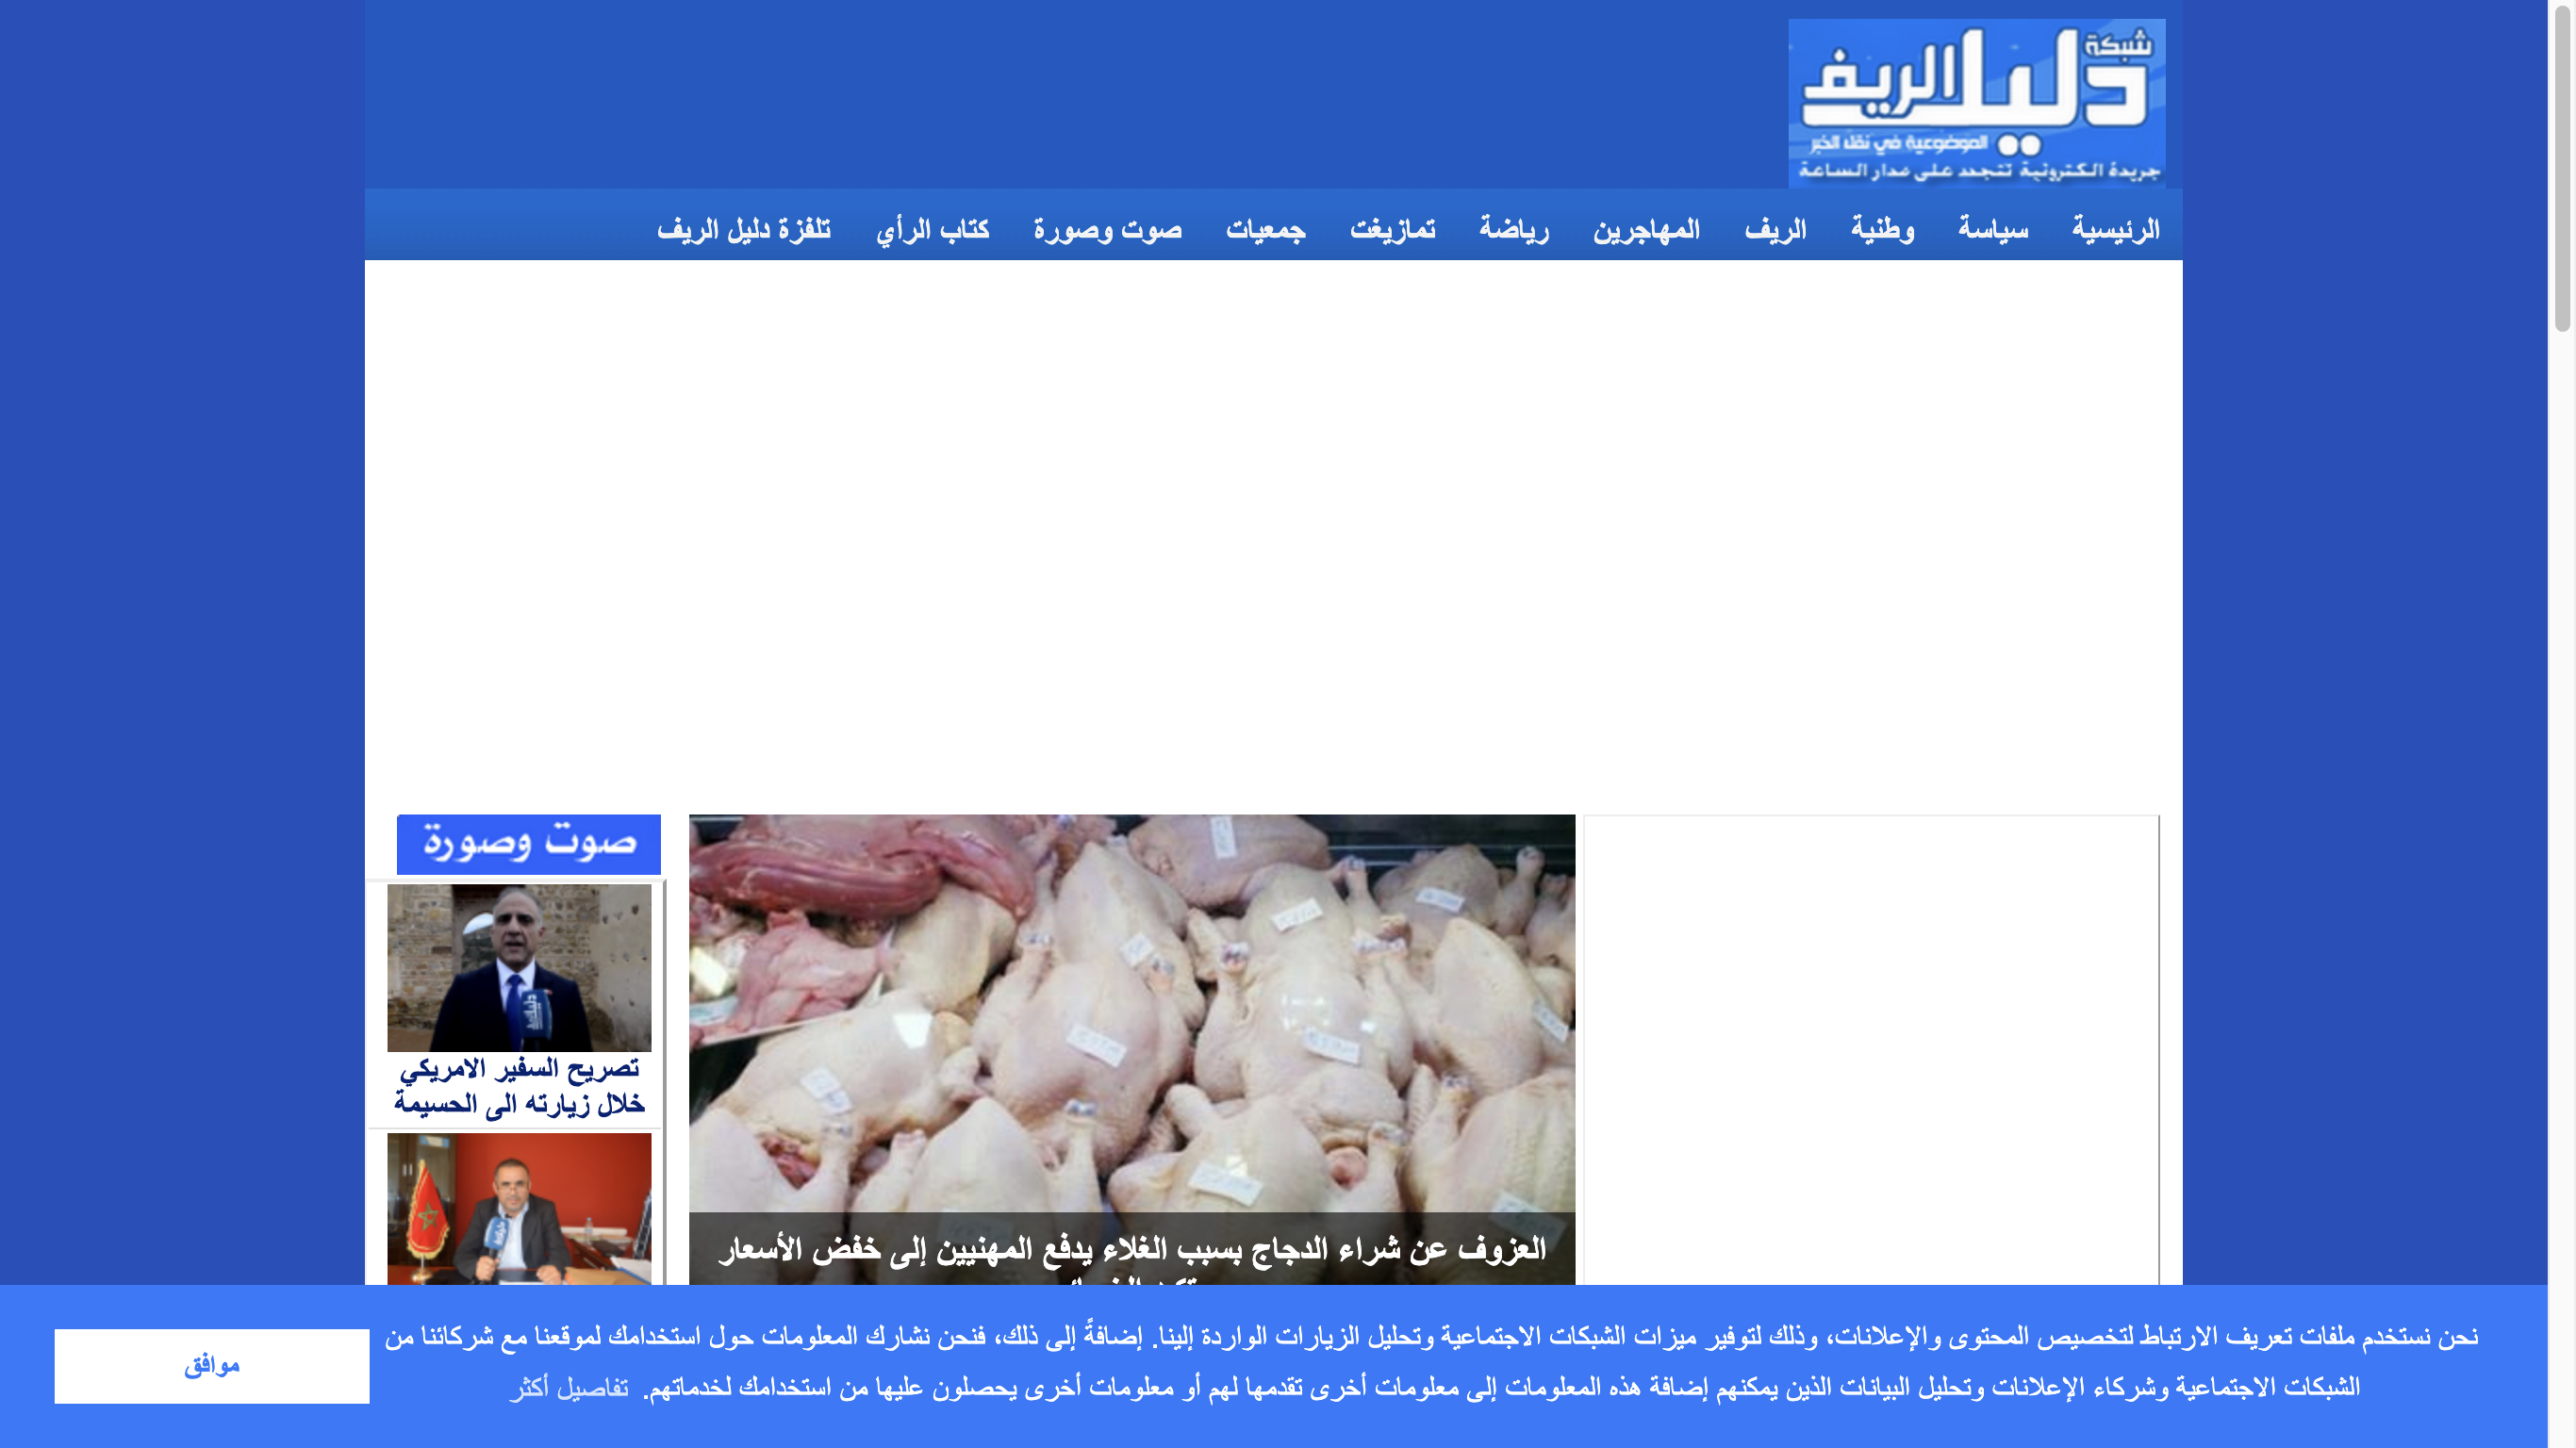 شبكة
دليل الريف
الموضوعية في نقل الخبر
جريدة الكترونية تتجدد على مدار الساعة
الرئيسية سياسة وطنية الريف المهاجرين رياضة تمازيغت جمعيات صوت وصورة كتاب الرأي تلفزة دليل الريف
العزوف عن شراء الدجاج بسبب الغلاء يدفع المهنيين إلى خفض الأسعار
صوت وصورة
تصريح السفير الامريكي
خلال زيارته الى الحسيمة
نحن نستخدم ملفات تعريف الارتباط لتخصيص المحتوى والإعلانات، وذلك لتوفير ميزات الشبكات الاجتماعية وتحليل الزيارات الواردة إلينا. إضافةً إلى ذلك، فنحن نشارك المعلومات حول استخدامك لموقعنا مع شركائنا من
الشبكات الاجتماعية وشركاء الإعلانات وتحليل البيانات الذين يمكنهم إضافة هذه المعلومات إلى معلومات أخرى تقدمها لهم أو معلومات أخرى يحصلون عليها من استخدامك لخدماتهم. تفاصيل أكثر
موافق